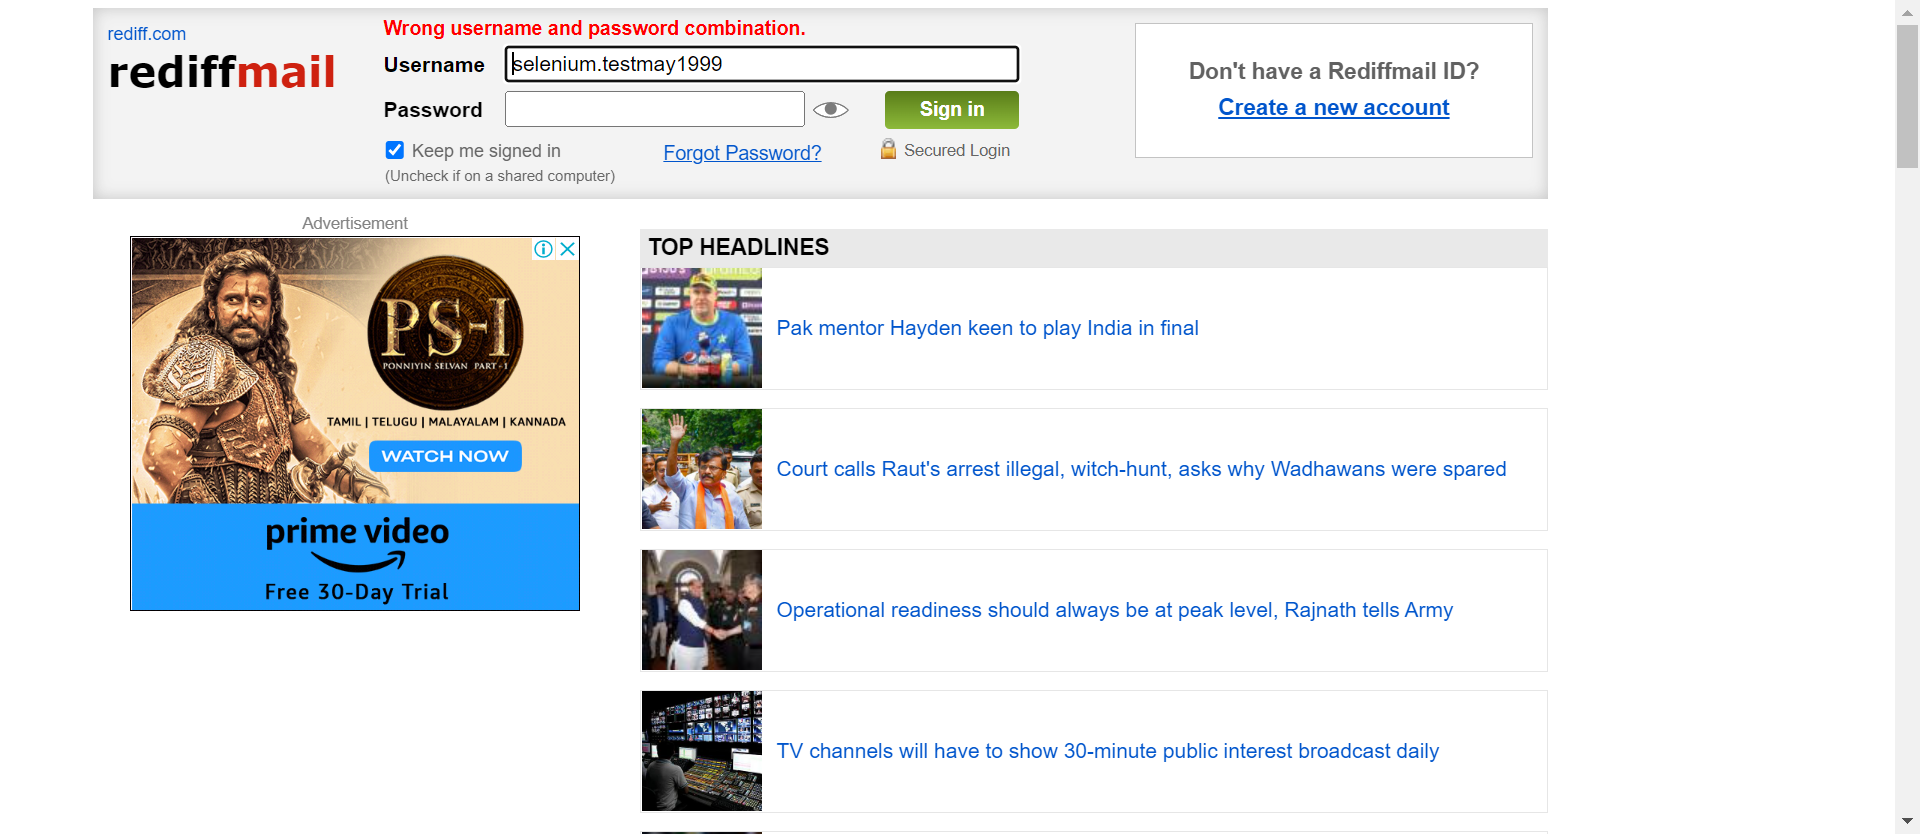 rediff.com
rediffmail
Wrong username and password combination.
Username
selenium.testmay1999
Password
Sign in
Keep me signed in
(Uncheck if on a shared computer)
Forgot Password?
Secured Login
Don't have a Rediffmail ID?
Create a new account
Advertisement
PS-I
PONNIYIN SELVAN PART-1
TAMIL | TELUGU | MALAYALAM | KANNADA
WATCH NOW
prime video
Free 30-Day Trial
TOP HEADLINES
Pak mentor Hayden keen to play India in final
Court calls Raut's arrest illegal, witch-hunt, asks why Wadhawans were spared
Operational readiness should always be at peak level, Rajnath tells Army
TV channels will have to show 30-minute public interest broadcast daily